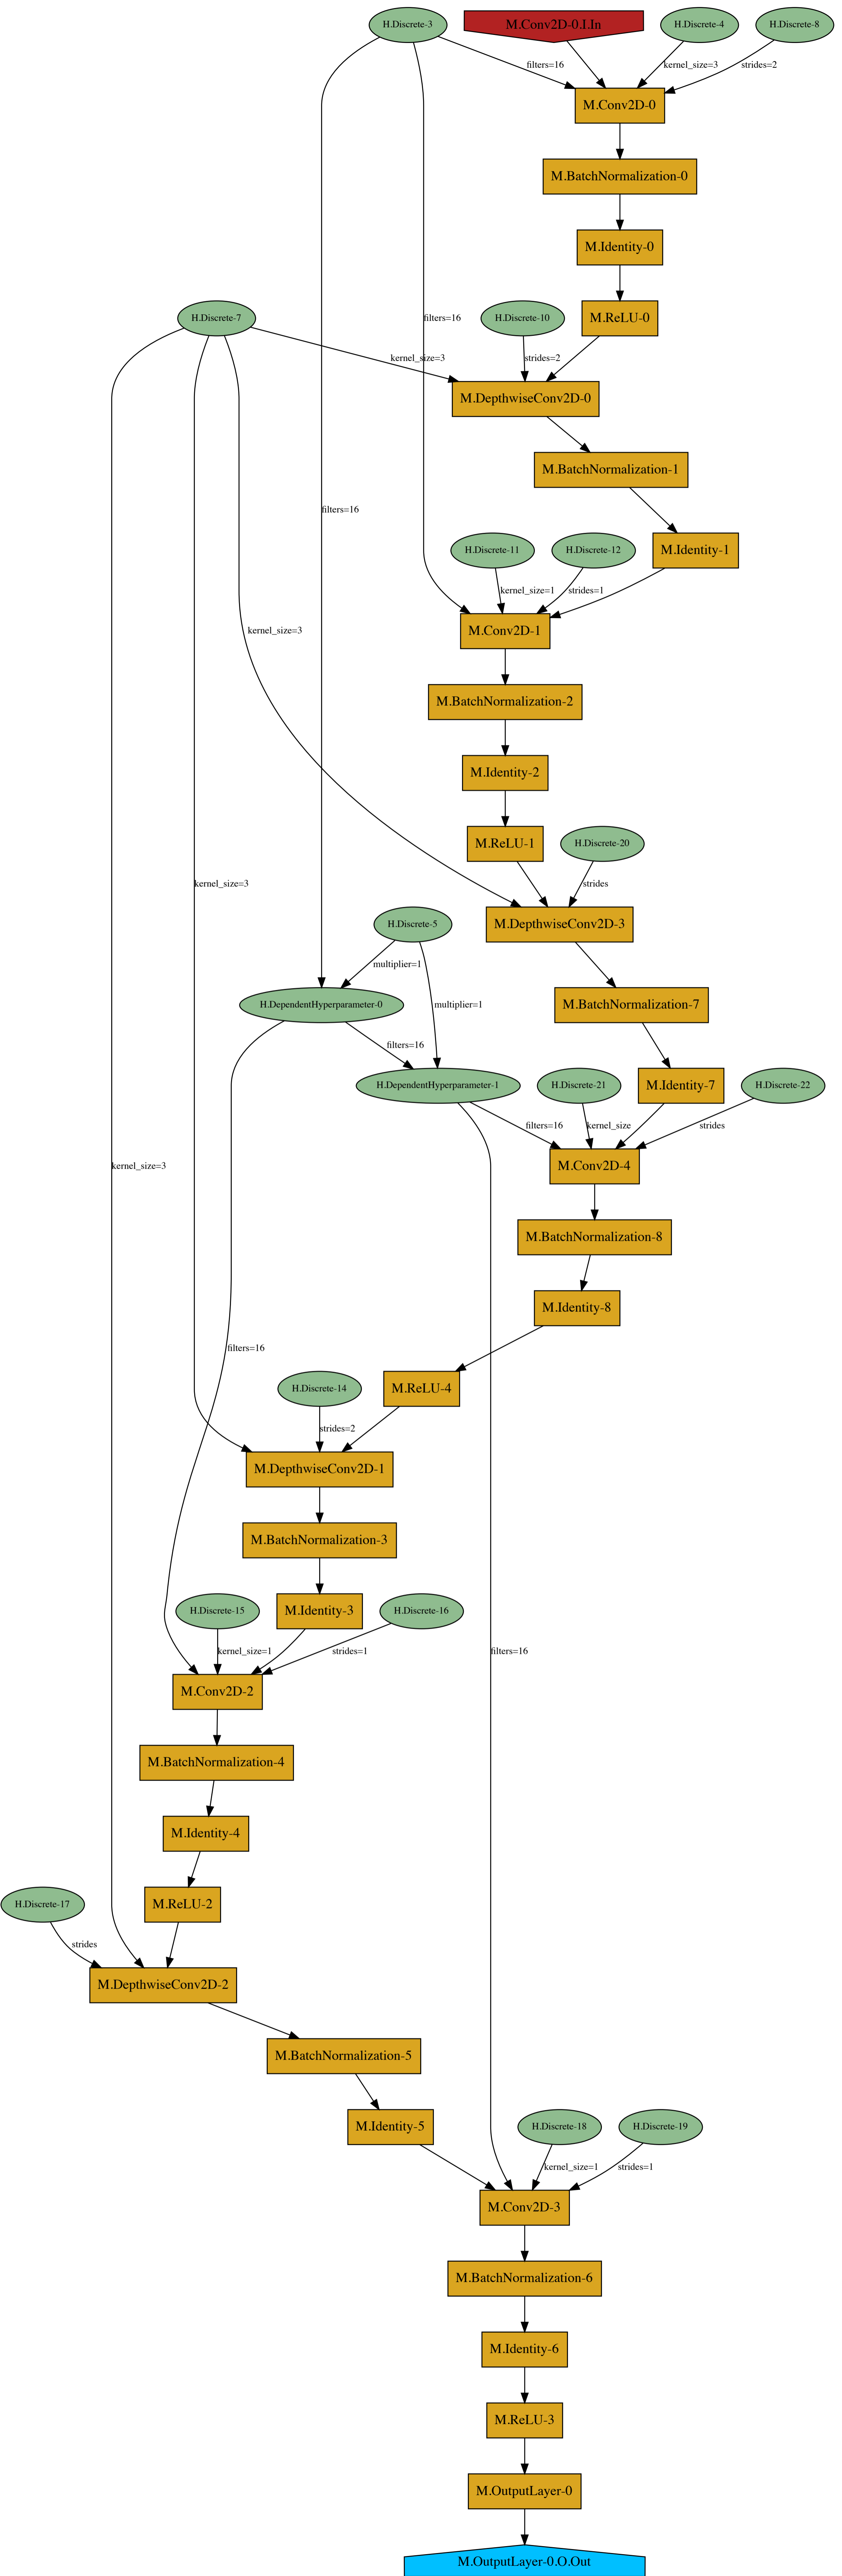 H.Discrete-3
M.Conv2D-0.I.In
H.Discrete-4
H.Discrete-8
filters=16
kernel_size=3
strides=2
M.Conv2D-0
M.BatchNormalization-0
M.Identity-0
H.Discrete-7
filters=16
H.Discrete-10
M.ReLU-0
kernel_size=3
strides=2
M.DepthwiseConv2D-0
M.BatchNormalization-1
filters=16
H.Discrete-11
H.Discrete-12
M.Identity-1
kernel_size=1
strides=1
kernel_size=3
M.Conv2D-1
M.BatchNormalization-2
M.Identity-2
M.ReLU-1
H.Discrete-20
kernel_size=3
strides
H.Discrete-5
M.DepthwiseConv2D-3
multiplier=1
H.DependentHyperparameter-0
multiplier=1
M.BatchNormalization-7
filters=16
H.DependentHyperparameter-1
H.Discrete-21
M.Identity-7
H.Discrete-22
filters=16
kernel_size
strides
kernel_size=3
M.Conv2D-4
M.BatchNormalization-8
M.Identity-8
filters=16
H.Discrete-14
M.ReLU-4
strides=2
M.DepthwiseConv2D-1
M.BatchNormalization-3
H.Discrete-15
M.Identity-3
H.Discrete-16
kernel_size=1
strides=1
filters=16
M.Conv2D-2
M.BatchNormalization-4
M.Identity-4
H.Discrete-17
M.ReLU-2
strides
M.DepthwiseConv2D-2
M.BatchNormalization-5
M.Identity-5
H.Discrete-18
H.Discrete-19
kernel_size=1
strides=1
M.Conv2D-3
M.BatchNormalization-6
M.Identity-6
M.ReLU-3
M.OutputLayer-0
M.OutputLayer-0.O.Out